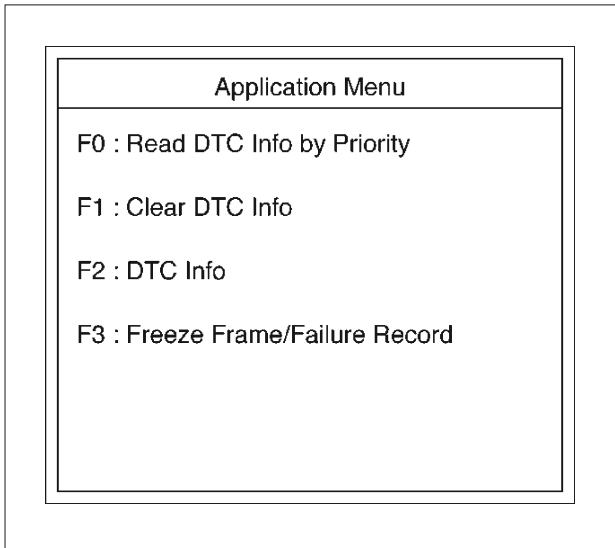 Application Menu
F0 : Read DTC Info by Priority
F1 : Clear DTC Info
F2 : DTC Info
F3 : Freeze Frame/Failure Record